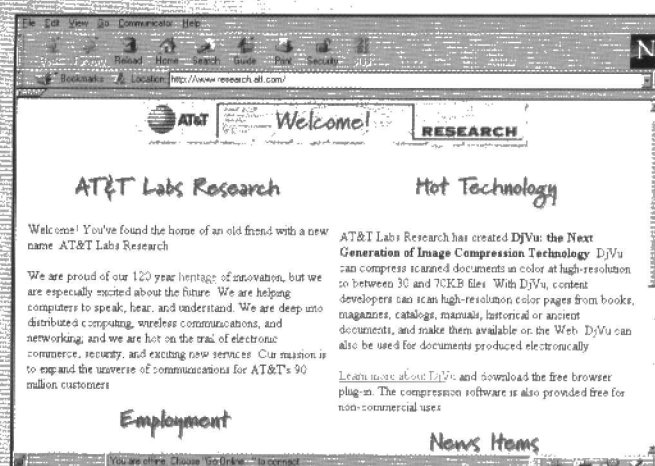 File Edit View Go Communicator Help
Reload Home Search Guide Print Security
Bookmarks Location: http://www.research.att.com/
AT&T Welcome! RESEARCH
AT&T Labs Research
Welcome! You've found the home of an old friend with a new
name AT&T Labs Research
We are proud of our 120 year heritage of innovation, but we
are especially excited about the future We are helping
computers to speak, hear, and understand. We are deep into
distributed computing, wireless communications, and
networking, and we are hot on the trail of electronic
commerce, security, and exciting new services Our mission is
to expand the universe of communications for AT&T's 90
million customers
Employment
Hot Technology
AT&T Labs Research has created DjVu: the Next
Generation of Image Compression Technology DjVu
can compress scanned documents in color at high-resolution
to between 30 and 70KB files With DjVu, content
developers can scan high-resolution color pages from books,
magazines, catalogs, manuals, historical or ancient
documents, and make them available on the Web DjVu can
also be used for documents produced electronically
Learn more about DjVu and download the free browser
plug-in. The compression software is also provided free for
non-commercial uses
News Items
You are offline. Choose "Go Online..." to connect